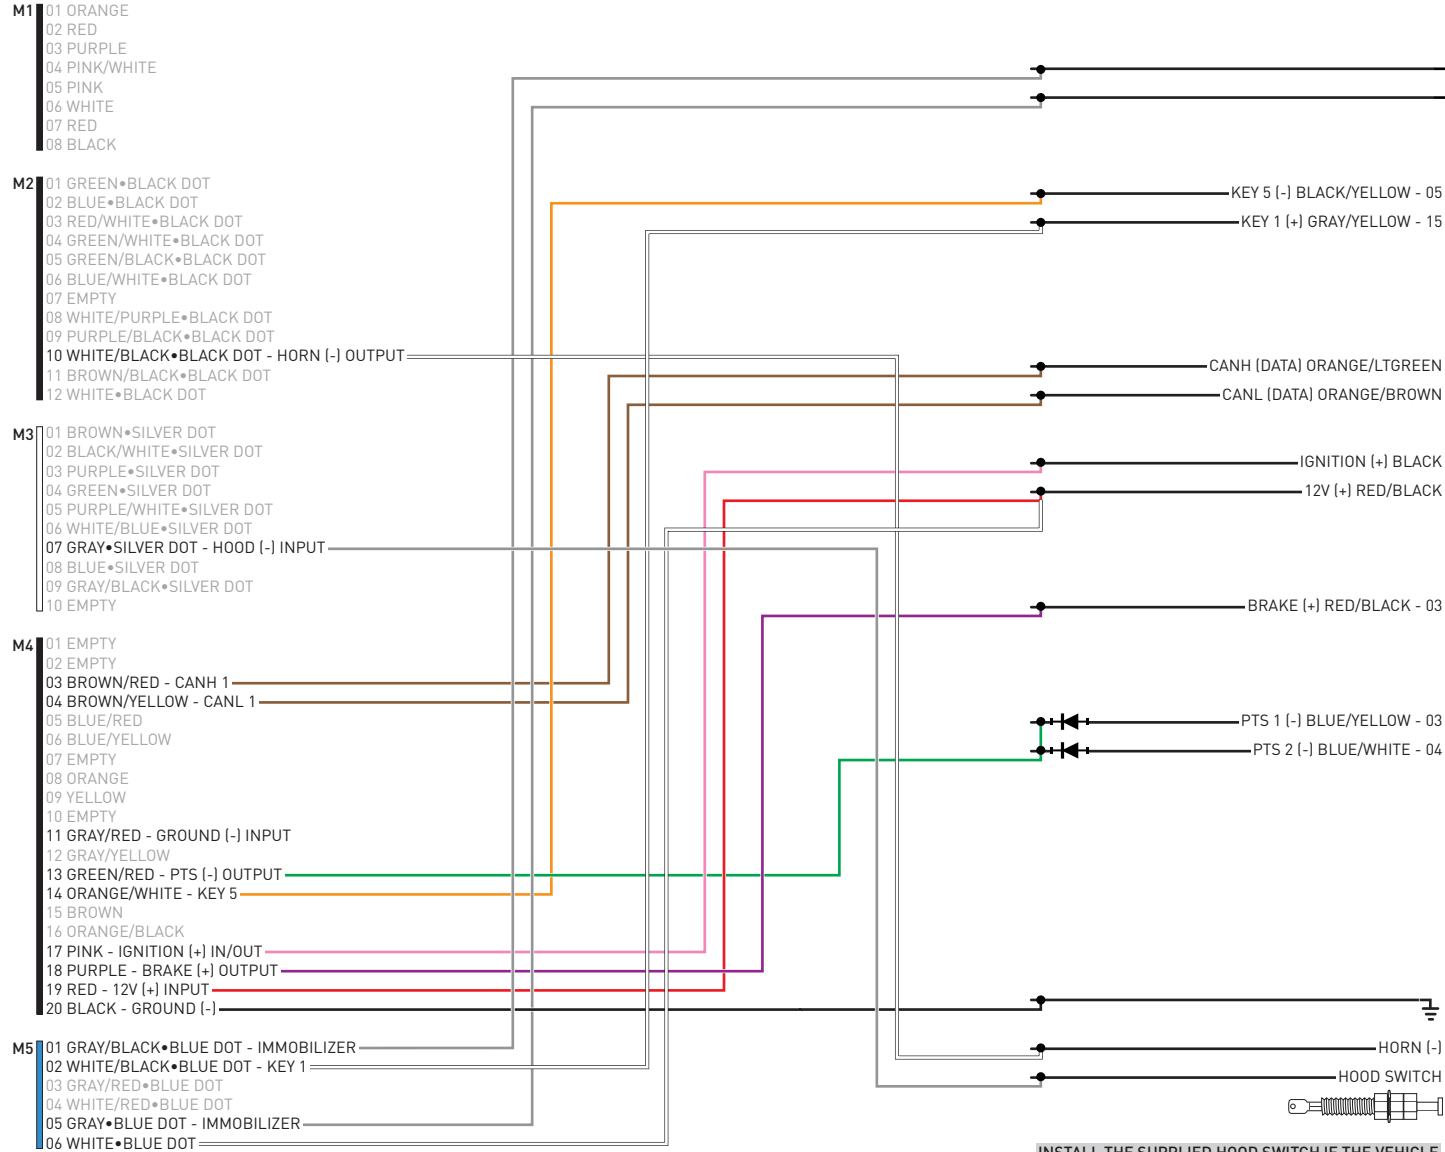 M1
01 ORANGE
02 RED
03 PURPLE
04 PINK/WHITE
05 PINK
06 WHITE
07 RED
08 BLACK
M2
01 GREEN•BLACK DOT
02 BLUE•BLACK DOT
03 RED/WHITE•BLACK DOT
04 GREEN/WHITE•BLACK DOT
05 GREEN/BLACK•BLACK DOT
06 BLUE/WHITE•BLACK DOT
07 EMPTY
08 WHITE/PURPLE•BLACK DOT
09 PURPLE/BLACK•BLACK DOT
10 WHITE/BLACK•BLACK DOT - HORN (-) OUTPUT
11 BROWN/BLACK•BLACK DOT
12 WHITE•BLACK DOT
M3
01 BROWN•SILVER DOT
02 BLACK/WHITE•SILVER DOT
03 PURPLE•SILVER DOT
04 GREEN•SILVER DOT
05 PURPLE/WHITE•SILVER DOT
06 WHITE/BLUE•SILVER DOT
07 GRAY•SILVER DOT - HOOD (-) INPUT
08 BLUE•SILVER DOT
09 GRAY/BLACK•SILVER DOT
10 EMPTY
M4
01 EMPTY
02 EMPTY
03 BROWN/RED - CANH 1
04 BROWN/YELLOW - CANL 1
05 BLUE/RED
06 BLUE/YELLOW
07 EMPTY
08 ORANGE
09 YELLOW
10 EMPTY
11 GRAY/RED - GROUND (-) INPUT
12 GRAY/YELLOW
13 GREEN/RED - PTS (-) OUTPUT
14 ORANGE/WHITE - KEY 5
15 BROWN
16 ORANGE/BLACK
17 PINK - IGNITION (+) IN/OUT
18 PURPLE - BRAKE (+) OUTPUT
19 RED - 12V (+) INPUT
20 BLACK - GROUND (-)
M5
01 GRAY/BLACK•BLUE DOT - IMMOBILIZER
02 WHITE/BLACK•BLUE DOT - KEY 1
03 GRAY/RED•BLUE DOT
04 WHITE/RED•BLUE DOT
05 GRAY•BLUE DOT - IMMOBILIZER
06 WHITE•BLUE DOT
KEY 5 (-) BLACK/YELLOW - 05
KEY 1 (+) GRAY/YELLOW - 15
CANH (DATA) ORANGE/LTGREEN
CANL (DATA) ORANGE/BROWN
IGNITION (+) BLACK
12V (+) RED/BLACK
BRAKE (+) RED/BLACK - 03
PTS 1 (-) BLUE/YELLOW - 03
PTS 2 (-) BLUE/WHITE - 04
HORN (-)
HOOD SWITCH
INSTALL THE SUPPLIED HOOD SWITCH IF THE VEHICLE